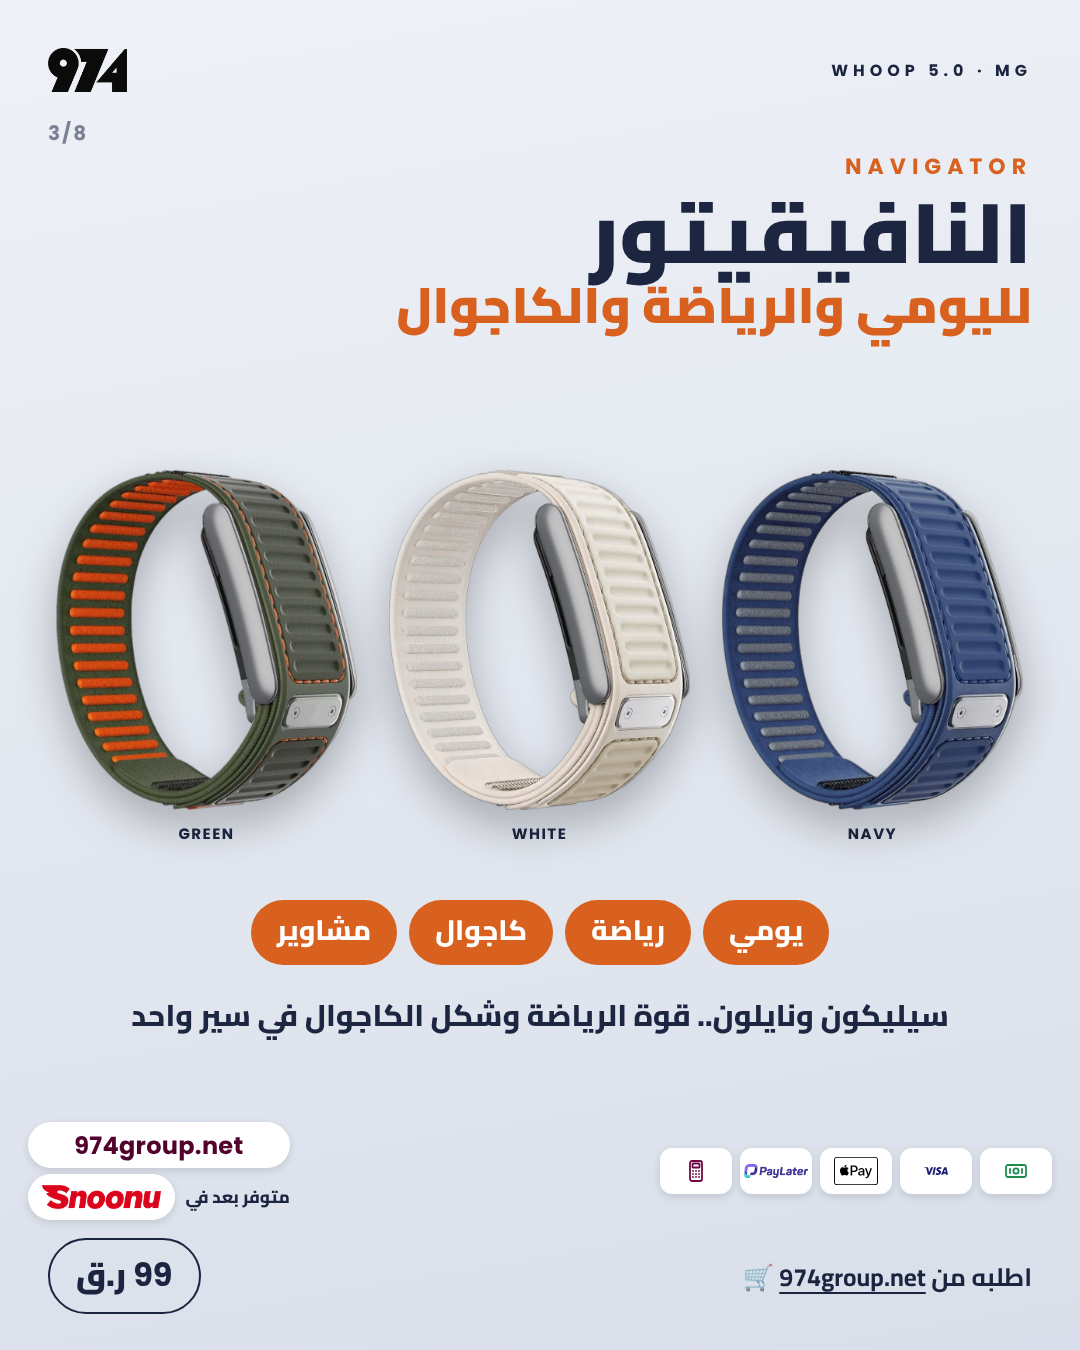 974
WHOOP 5.0 · MG
3/8
NAVIGATOR
النافيقيتور
لليومي والرياضة والكاجوال
GREEN
WHITE
NAVY
يومي
رياضة
كاجوال
مشاوير
سيليكون ونايلون.. قوة الرياضة وشكل الكاجوال في سير واحد
974group.net
متوفر بعد في Snoonu
PayLater
Pay
VISA
99 ر.ق
اطلبه من 974group.net